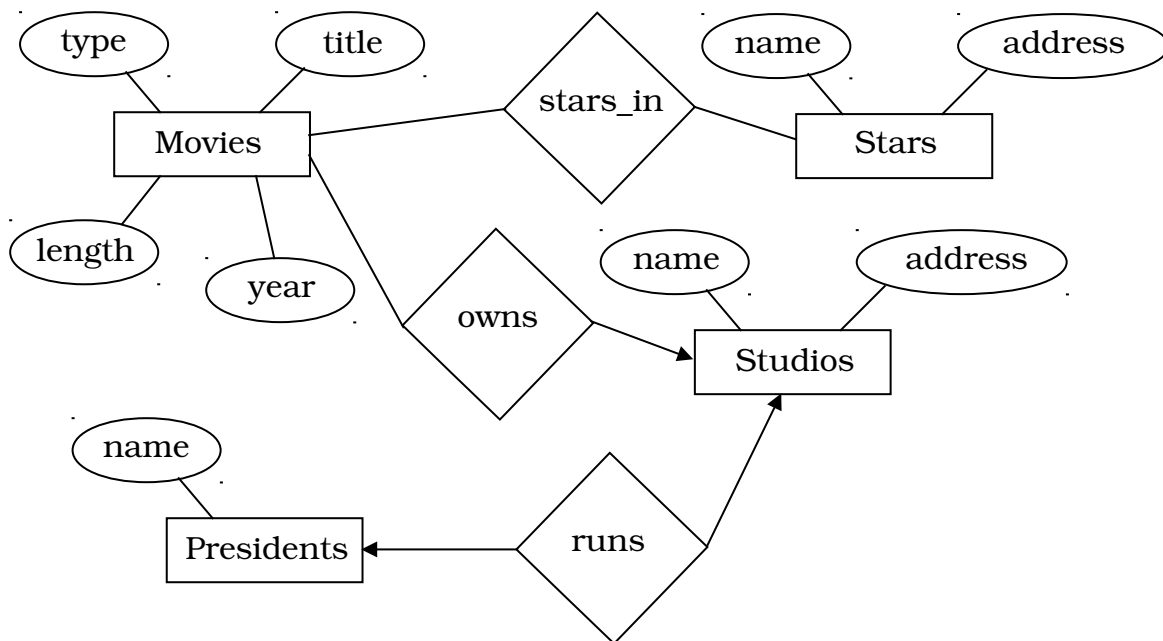 type
title
name
address
stars_in
Movies
Stars
length
year
name
address
owns
Studios
name
runs
Presidents